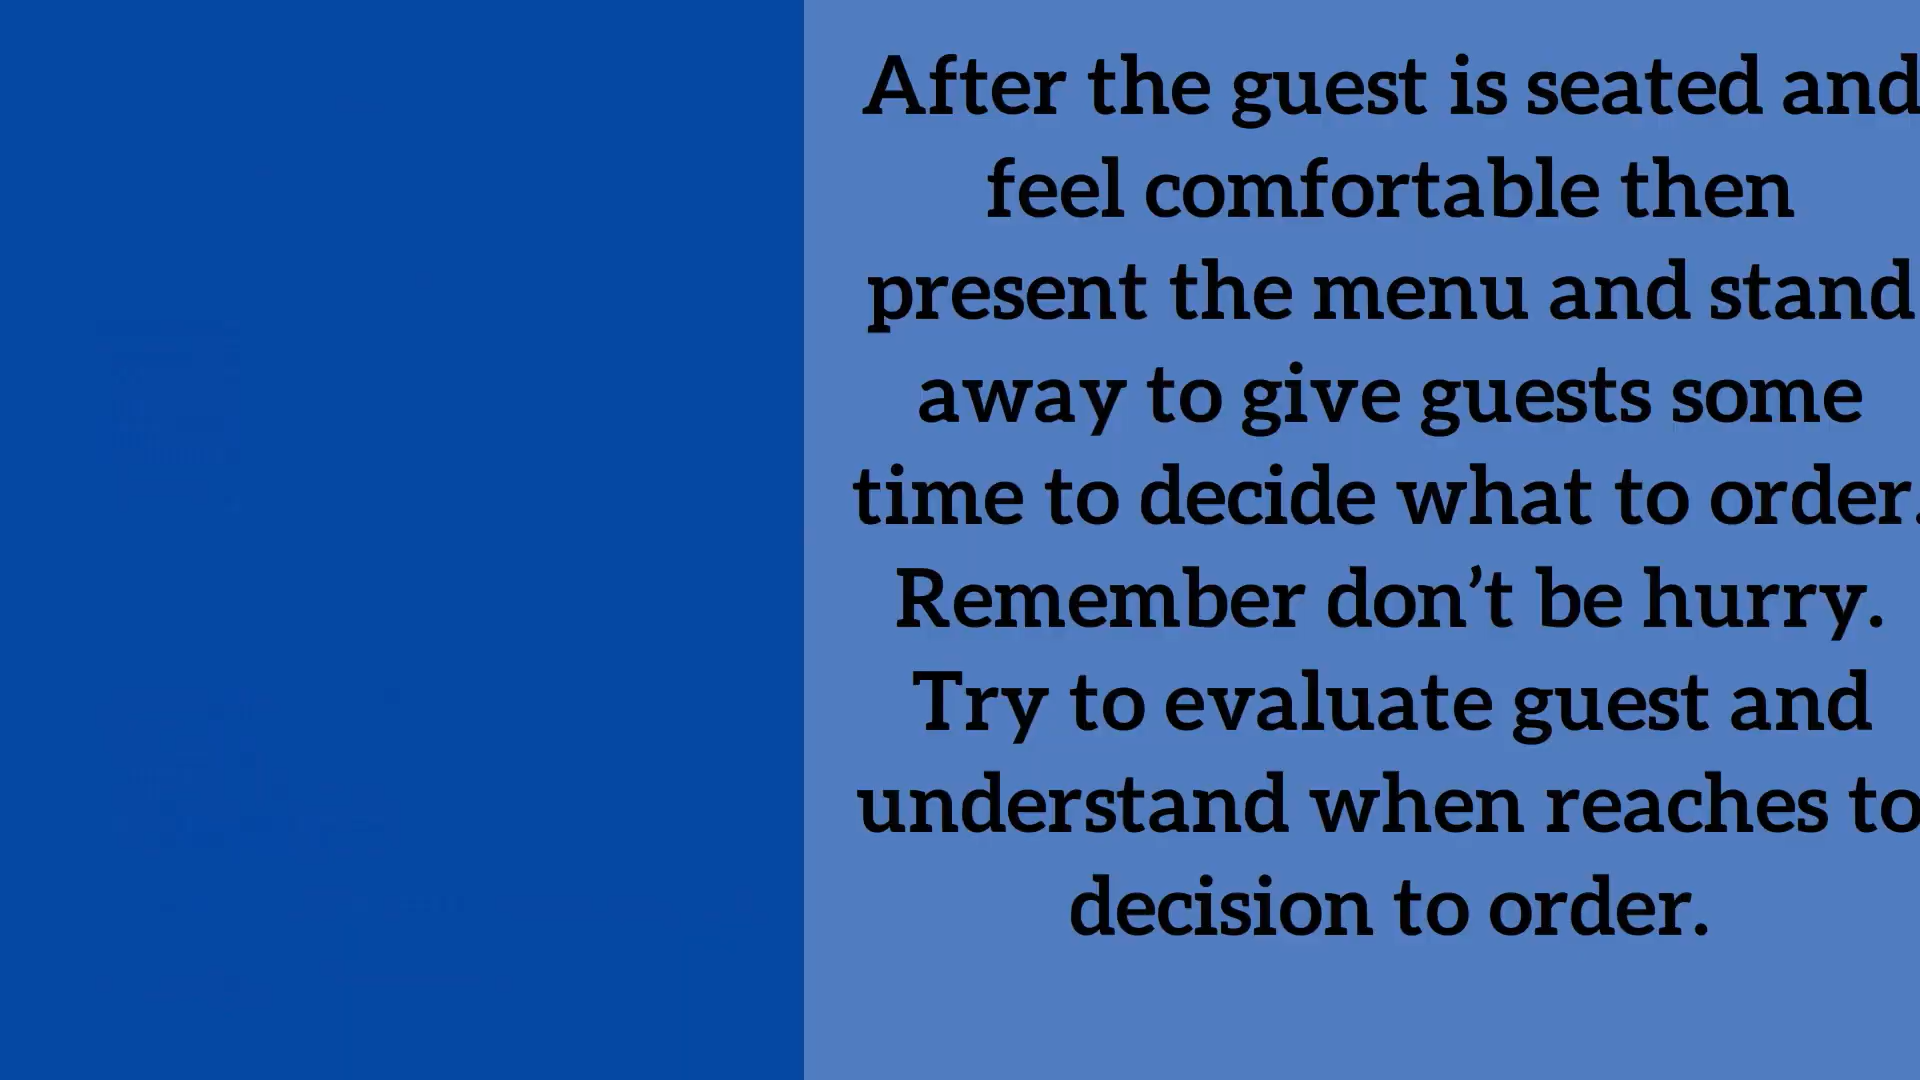 After the guest is seated and
feel comfortable then
present the menu and stand
away to give guests some
time to decide what to order.
Remember don’t be hurry.
Try to evaluate guest and
understand when reaches to
decision to order.